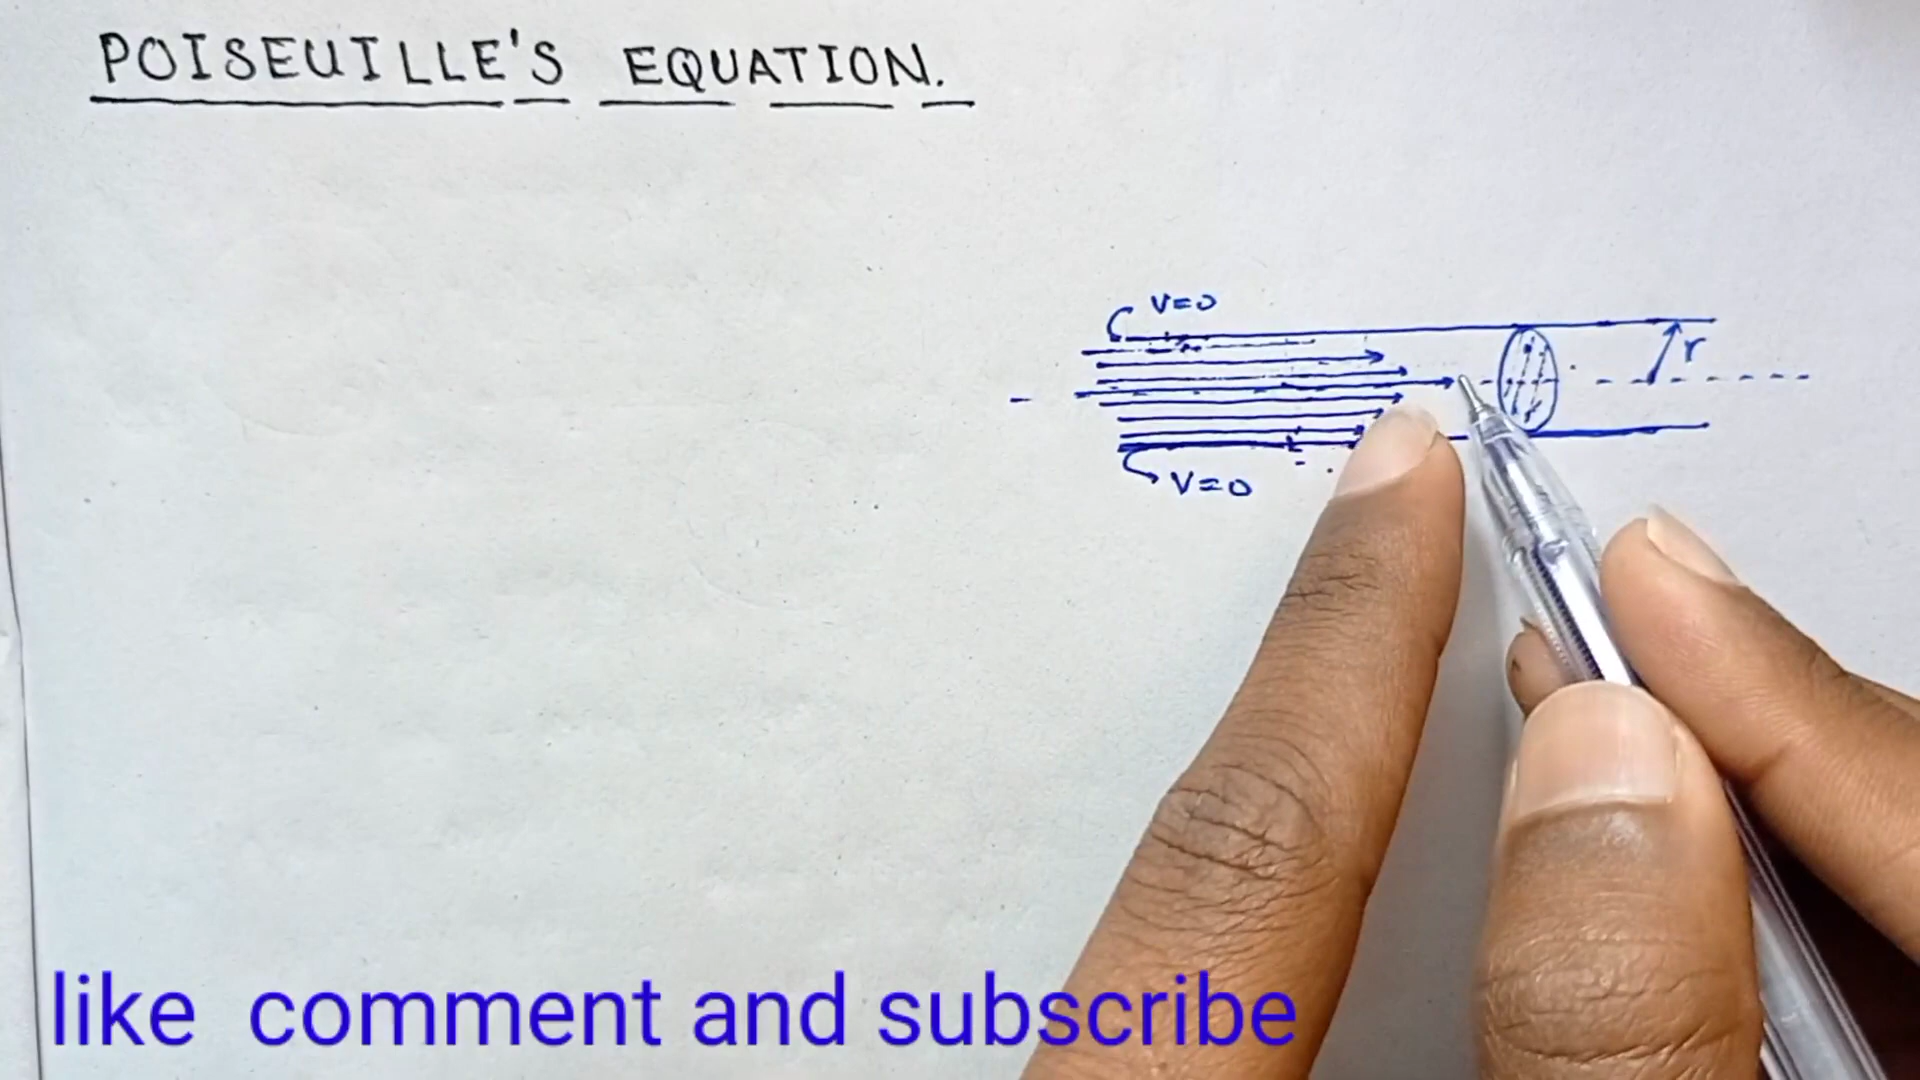 POISEUILLE'S EQUATION.
V=0
r
V=0
like comment and subscribe